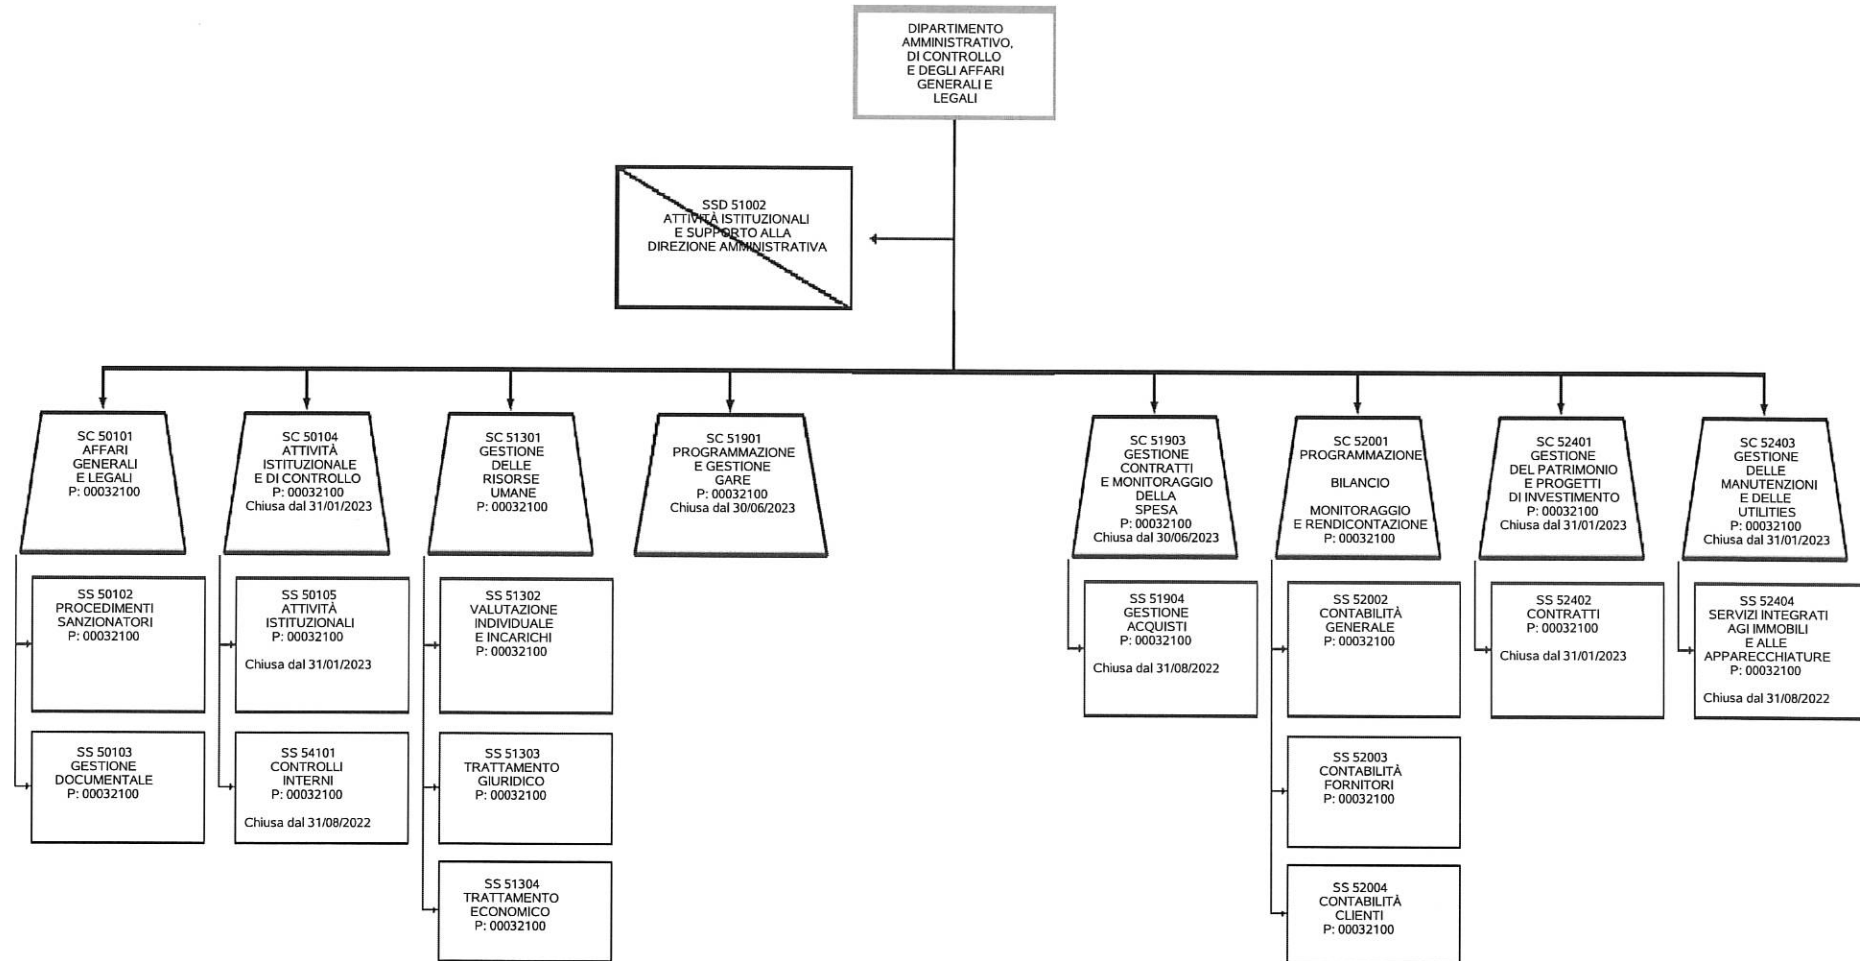 DIPARTIMENTO
AMMINISTRATIVO,
DI CONTROLLO
E DEGLI AFFARI
GENERALI E
LEGALI
SSD 51002
ATTIVITÀ ISTITUZIONALI
E SUPPORTO ALLA
DIREZIONE AMMINISTRATIVA
SC 50101
AFFARI
GENERALI
E LEGALI
P: 00032100
SC 50104
ATTIVITÀ
ISTITUZIONALE
E DI CONTROLLO
P: 00032100
Chiusa dal 31/01/2023
SC 51301
GESTIONE
DELLE
RISORSE
UMANE
P: 00032100
SC 51901
PROGRAMMAZIONE
E GESTIONE
GARE
P: 00032100
Chiusa dal 30/06/2023
SC 51903
GESTIONE
CONTRATTI
E MONITORAGGIO
DELLA
SPESA
P: 00032100
Chiusa dal 30/06/2023
SC 52001
PROGRAMMAZIONE
BILANCIO
MONITORAGGIO
E RENDICONTAZIONE
P: 00032100
SC 52401
GESTIONE
DEL PATRIMONIO
E PROGETTI
DI INVESTIMENTO
P: 00032100
Chiusa dal 31/01/2023
SC 52403
GESTIONE
DELLE
MANUTENZIONI
E DELLE
UTILITIES
P: 00032100
Chiusa dal 31/01/2023
SS 50102
PROCEDIMENTI
SANZIONATORI
P: 00032100
SS 50105
ATTIVITÀ
ISTITUZIONALI
P: 00032100
Chiusa dal 31/01/2023
SS 51302
VALUTAZIONE
INDIVIDUALE
E INCARICHI
P: 00032100
SS 51904
GESTIONE
ACQUISTI
P: 00032100
Chiusa dal 31/08/2022
SS 52002
CONTABILITÀ
GENERALE
P: 00032100
SS 52402
CONTRATTI
P: 00032100
Chiusa dal 31/01/2023
SS 52404
SERVIZI INTEGRATI
AGI IMMOBILI
E ALLE
APPARECCHIATURE
P: 00032100
Chiusa dal 31/08/2022
SS 50103
GESTIONE
DOCUMENTALE
P: 00032100
SS 54101
CONTROLLI
INTERNI
P: 00032100
Chiusa dal 31/08/2022
SS 51303
TRATTAMENTO
GIURIDICO
P: 00032100
SS 52003
CONTABILITÀ
FORNITORI
P: 00032100
SS 51304
TRATTAMENTO
ECONOMICO
P: 00032100
SS 52004
CONTABILITÀ
CLIENTI
P: 00032100